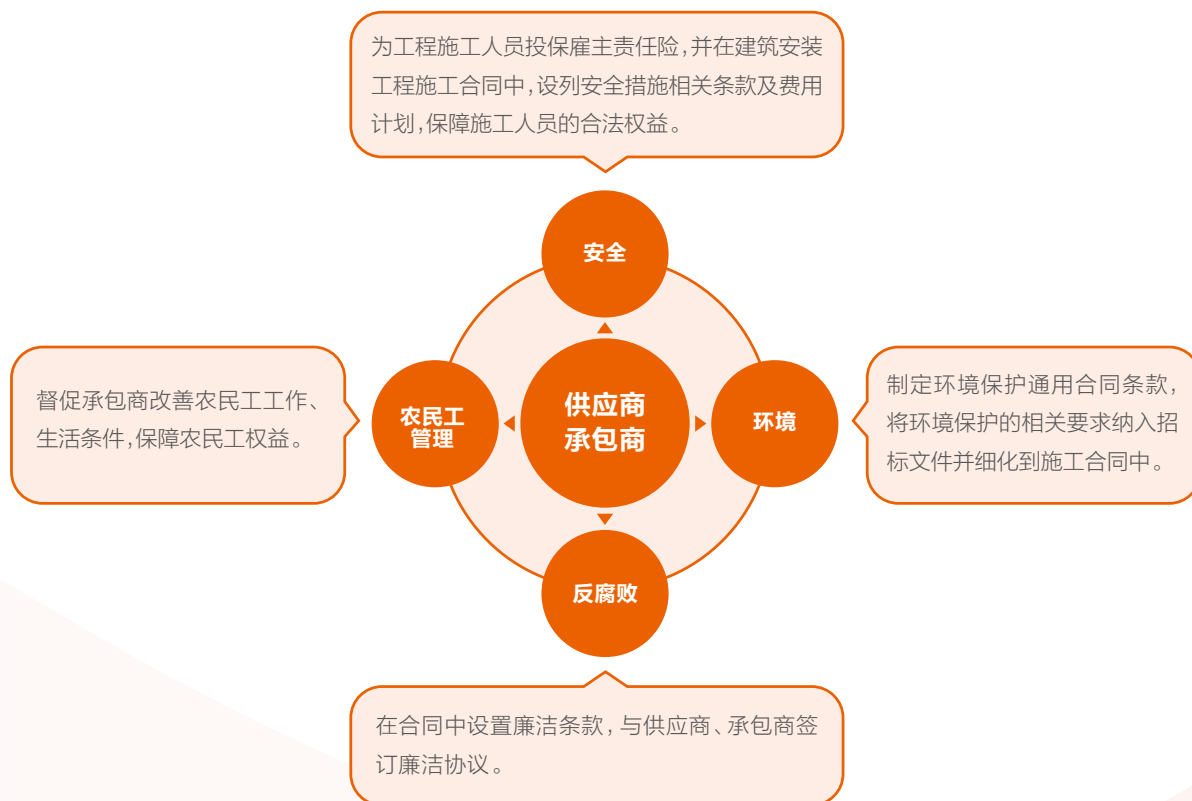 为工程施工人员投保雇主责任险,并在建筑安装
工程施工合同中,设列安全措施相关条款及费用
计划,保障施工人员的合法权益。
安全
督促承包商改善农民工工作、
生活条件,保障农民工权益。
农民工
管理
供应商
承包商
环境
制定环境保护通用合同条款,
将环境保护的相关要求纳入招
标文件并细化到施工合同中。
反腐败
在合同中设置廉洁条款,与供应商、承包商签
订廉洁协议。